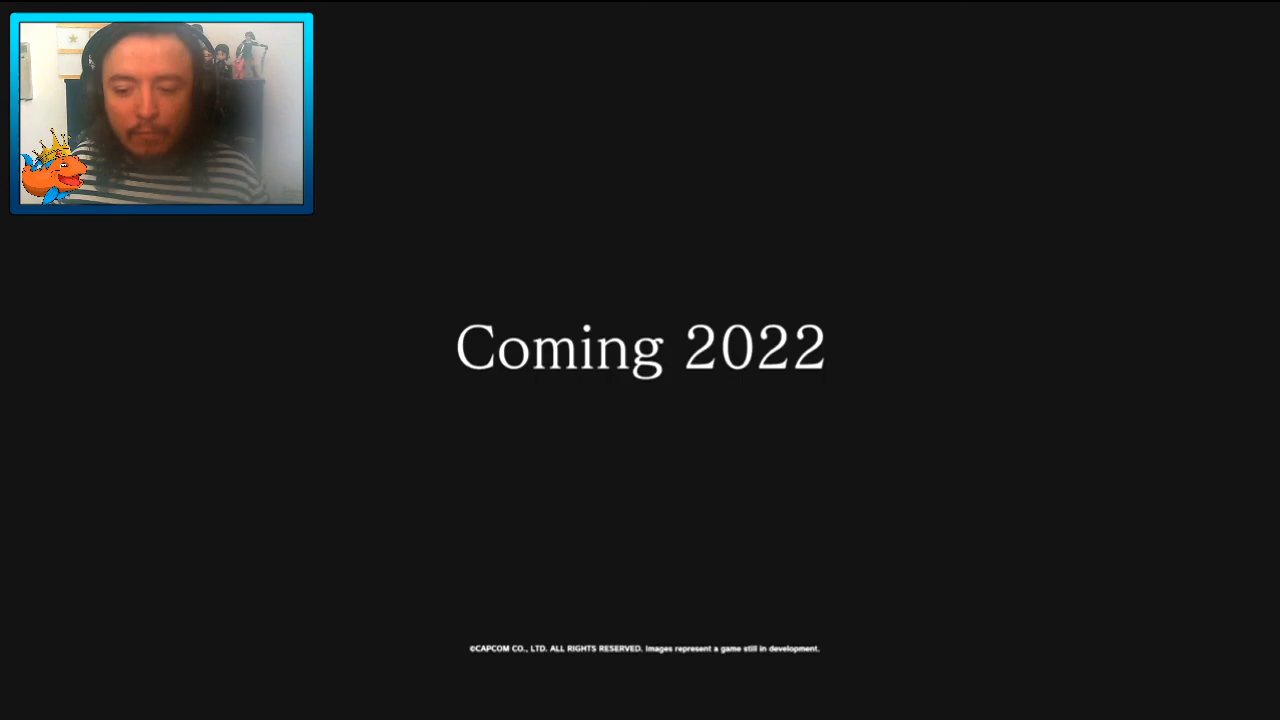 Coming 2022
©CAPCOM CO., LTD. ALL RIGHTS RESERVED. Images represent a game still in development.